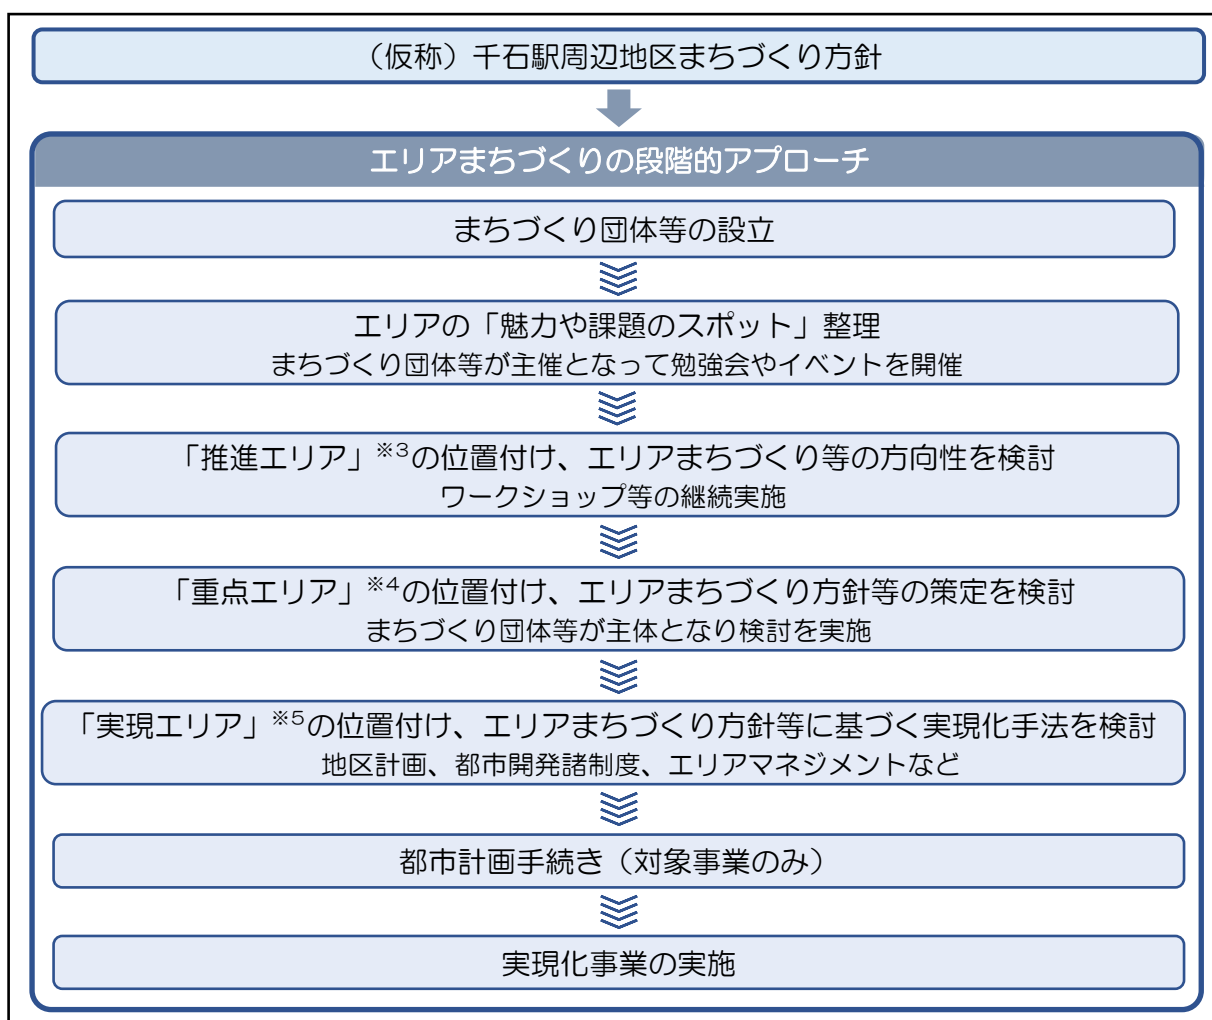 （仮称）千石駅周辺地区まちづくり方針
エリアまちづくりの段階的アプローチ
まちづくり団体等の設立
エリアの「魅力や課題のスポット」整理
まちづくり団体等が主催となって勉強会やイベントを開催
「推進エリア」※3の位置付け、エリアまちづくり等の方向性を検討
ワークショップ等の継続実施
「重点エリア」※4の位置付け、エリアまちづくり方針等の策定を検討
まちづくり団体等が主体となり検討を実施
「実現エリア」※5の位置付け、エリアまちづくり方針等に基づく実現化手法を検討
地区計画、都市開発諸制度、エリアマネジメントなど
都市計画手続き（対象事業のみ）
実現化事業の実施